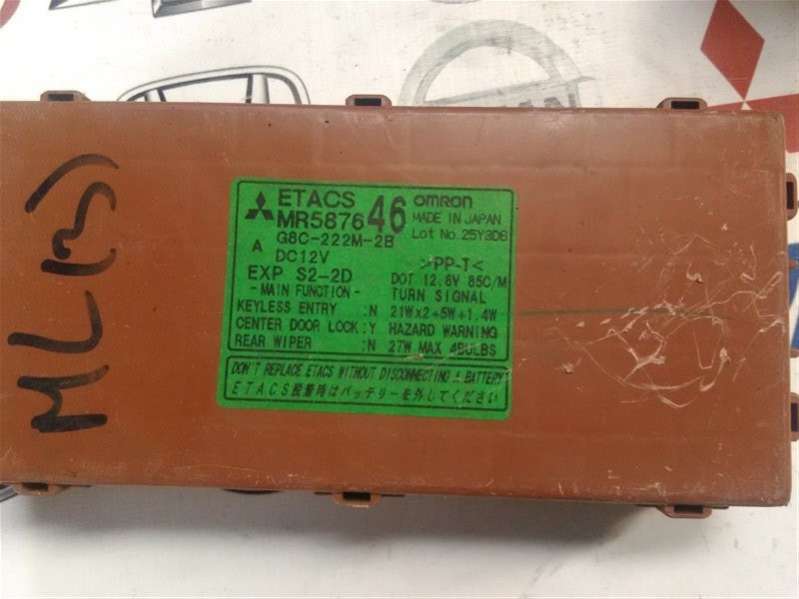 ETACS OMRON
MR587646 MADE IN JAPAN
G8C-222M-2B Lot No. 25Y3D6
A DC12V >PP-T<
EXP S2-2D DOT 12.8V 85C/M
- MAIN FUNCTION - TURN SIGNAL
KEYLESS ENTRY :N 21W×2+5W+1.4W
CENTER DOOR LOCK:Y HAZARD WARNING
REAR WIPER :N 27W MAX 4BULBS
DON'T REPLACE ETACS WITHOUT DISCONNECTING A BATTERY
ETACS脱着時はバッテリーを外してください
ML(3)